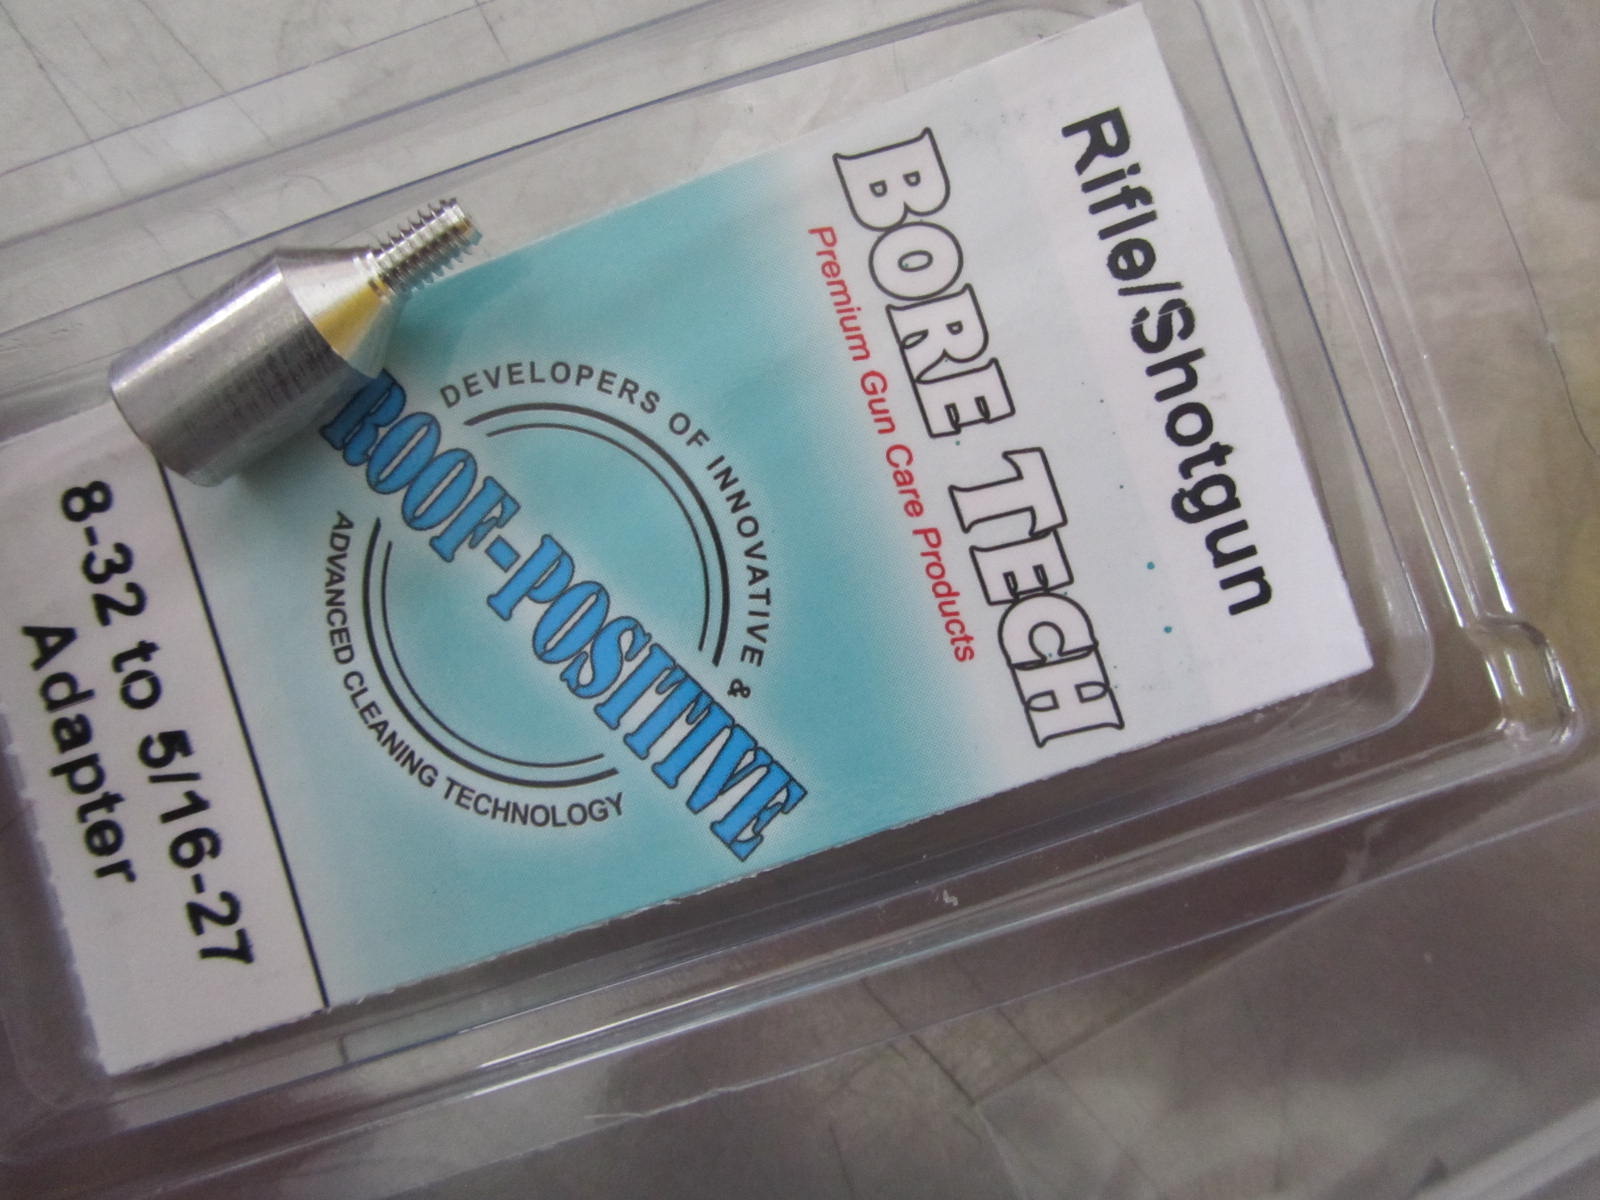 Rifle/Shotgun
BORE TECH
Premium Gun Care Products
DEVELOPERS OF INNOVATIVE &
ROOF-POSITIVE
ADVANCED CLEANING TECHNOLOGY
8-32 to 5/16-27
Adapter